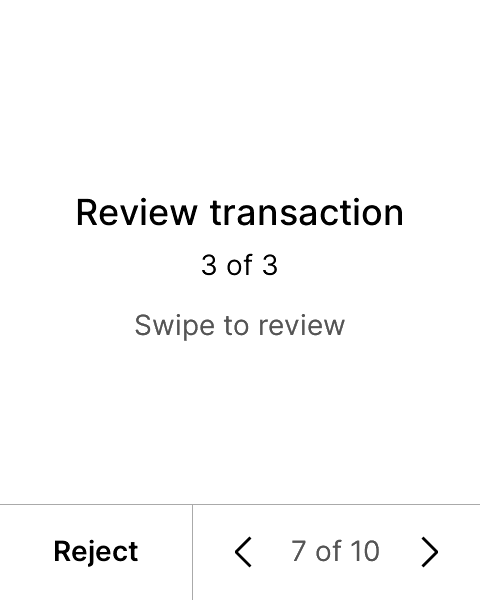 Review transaction
3 of 3
Swipe to review
Reject
7 of 10